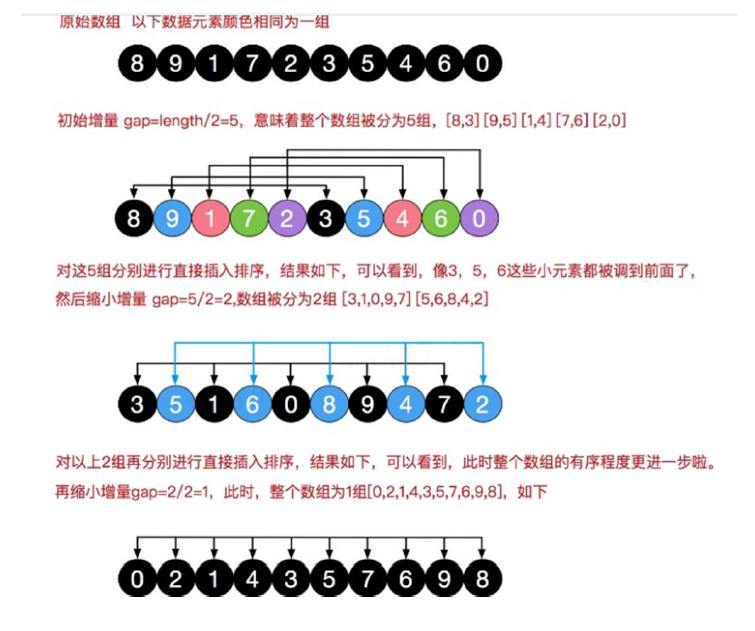 原始数组 以下数据元素颜色相同为一组
8 9 1 7 2 3 5 4 6 0
初始增量 gap=length/2=5，意味着整个数组被分为5组，[8,3] [9,5] [1,4] [7,6] [2,0]
8 9 1 7 2 3 5 4 6 0
对这5组分别进行直接插入排序，结果如下，可以看到，像3，5，6这些小元素都被调到前面了，
然后缩小增量 gap=5/2=2,数组被分为2组 [3,1,0,9,7] [5,6,8,4,2]
3 5 1 6 0 8 9 4 7 2
对以上2组再分别进行直接插入排序，结果如下，可以看到，此时整个数组的有序程度更进一步啦。
再缩小增量gap=2/2=1，此时，整个数组为1组[0,2,1,4,3,5,7,6,9,8]，如下
0 2 1 4 3 5 7 6 9 8